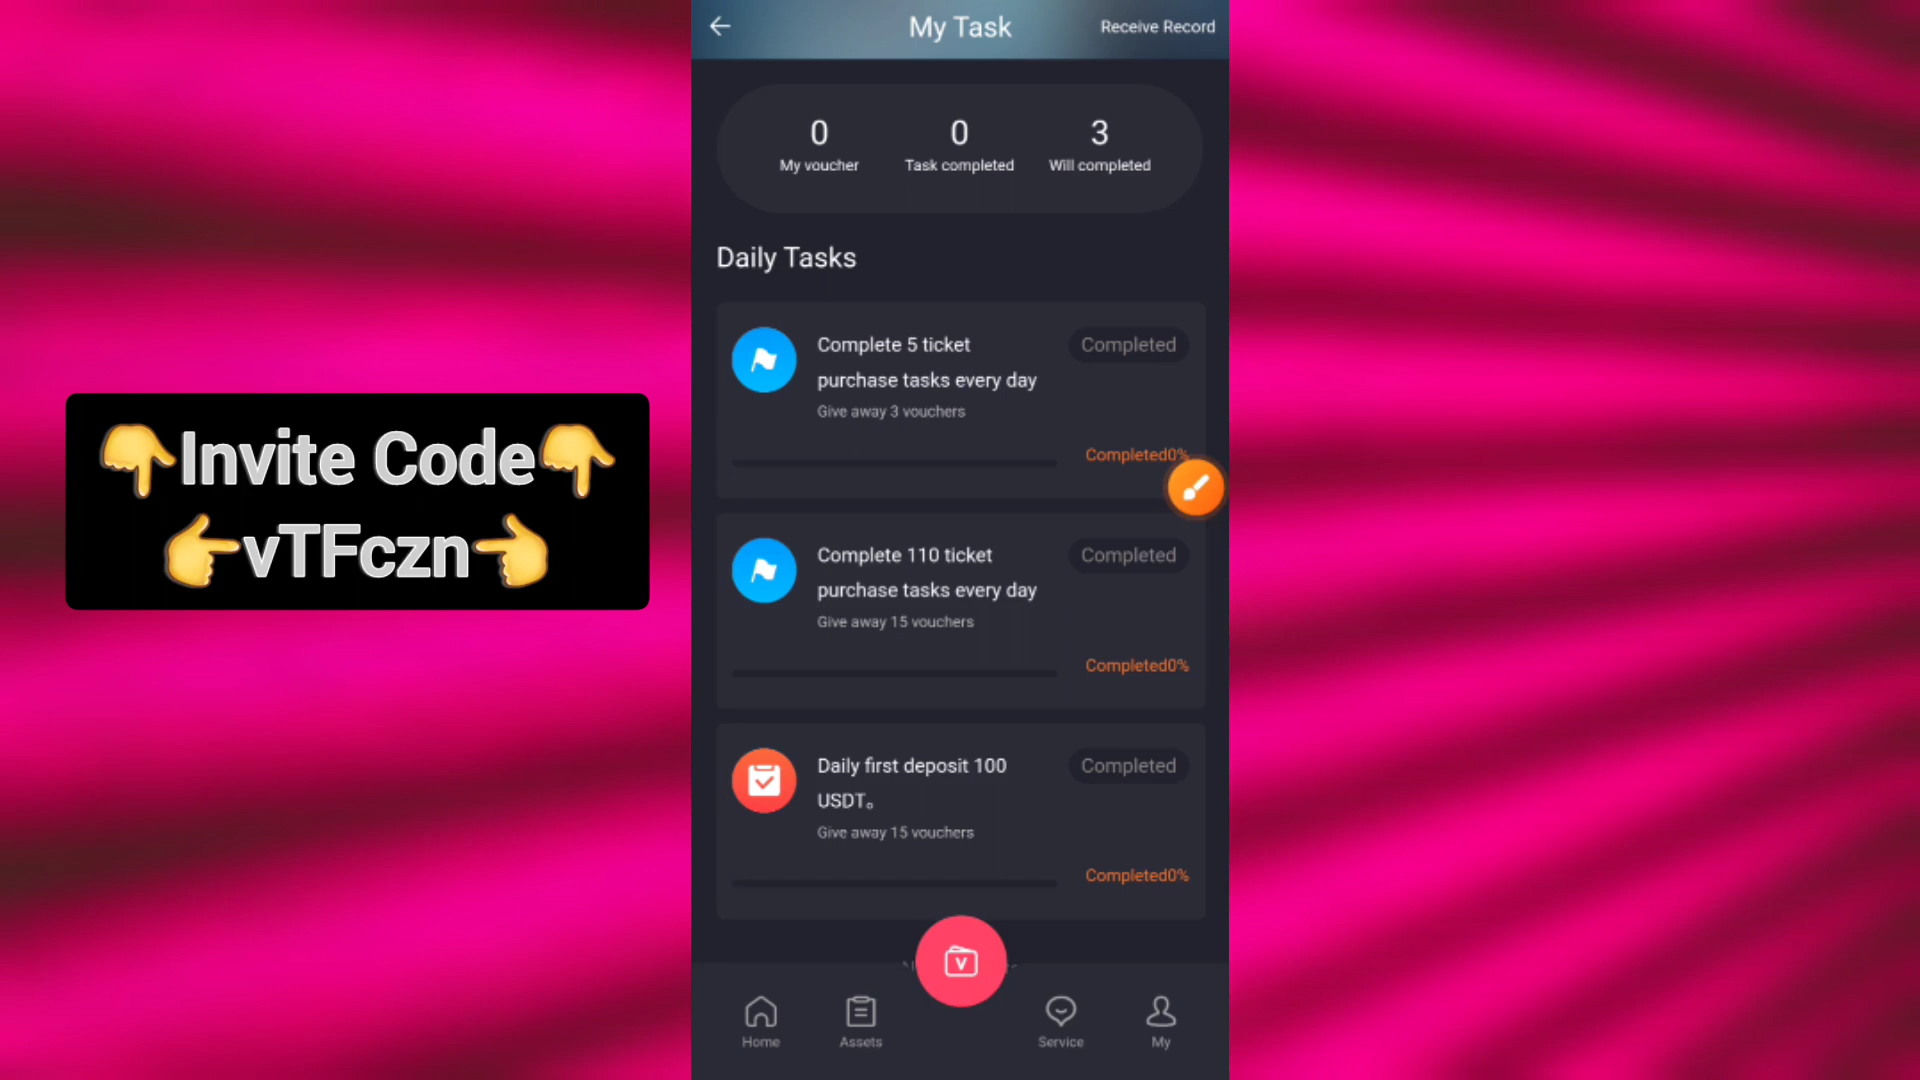 My Task
Receive Record
0
0
3
My voucher
Task completed
Will completed
Daily Tasks
Complete 5 ticket
Completed
purchase tasks every day
Give away 3 vouchers
Completed0%
👇Invite Code👇
👉vTFczn👈
Complete 110 ticket
Completed
purchase tasks every day
Give away 15 vouchers
Completed0%
Daily first deposit 100
Completed
USDT。
Give away 15 vouchers
Completed0%
Home
Assets
Service
My